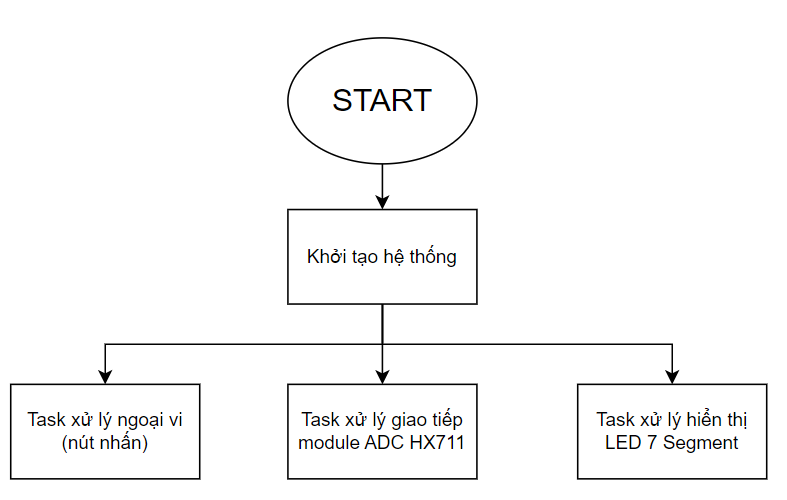 START
Khởi tạo hệ thống
Task xử lý ngoại vi
(nút nhấn)
Task xử lý giao tiếp
module ADC HX711
Task xử lý hiển thị
LED 7 Segment